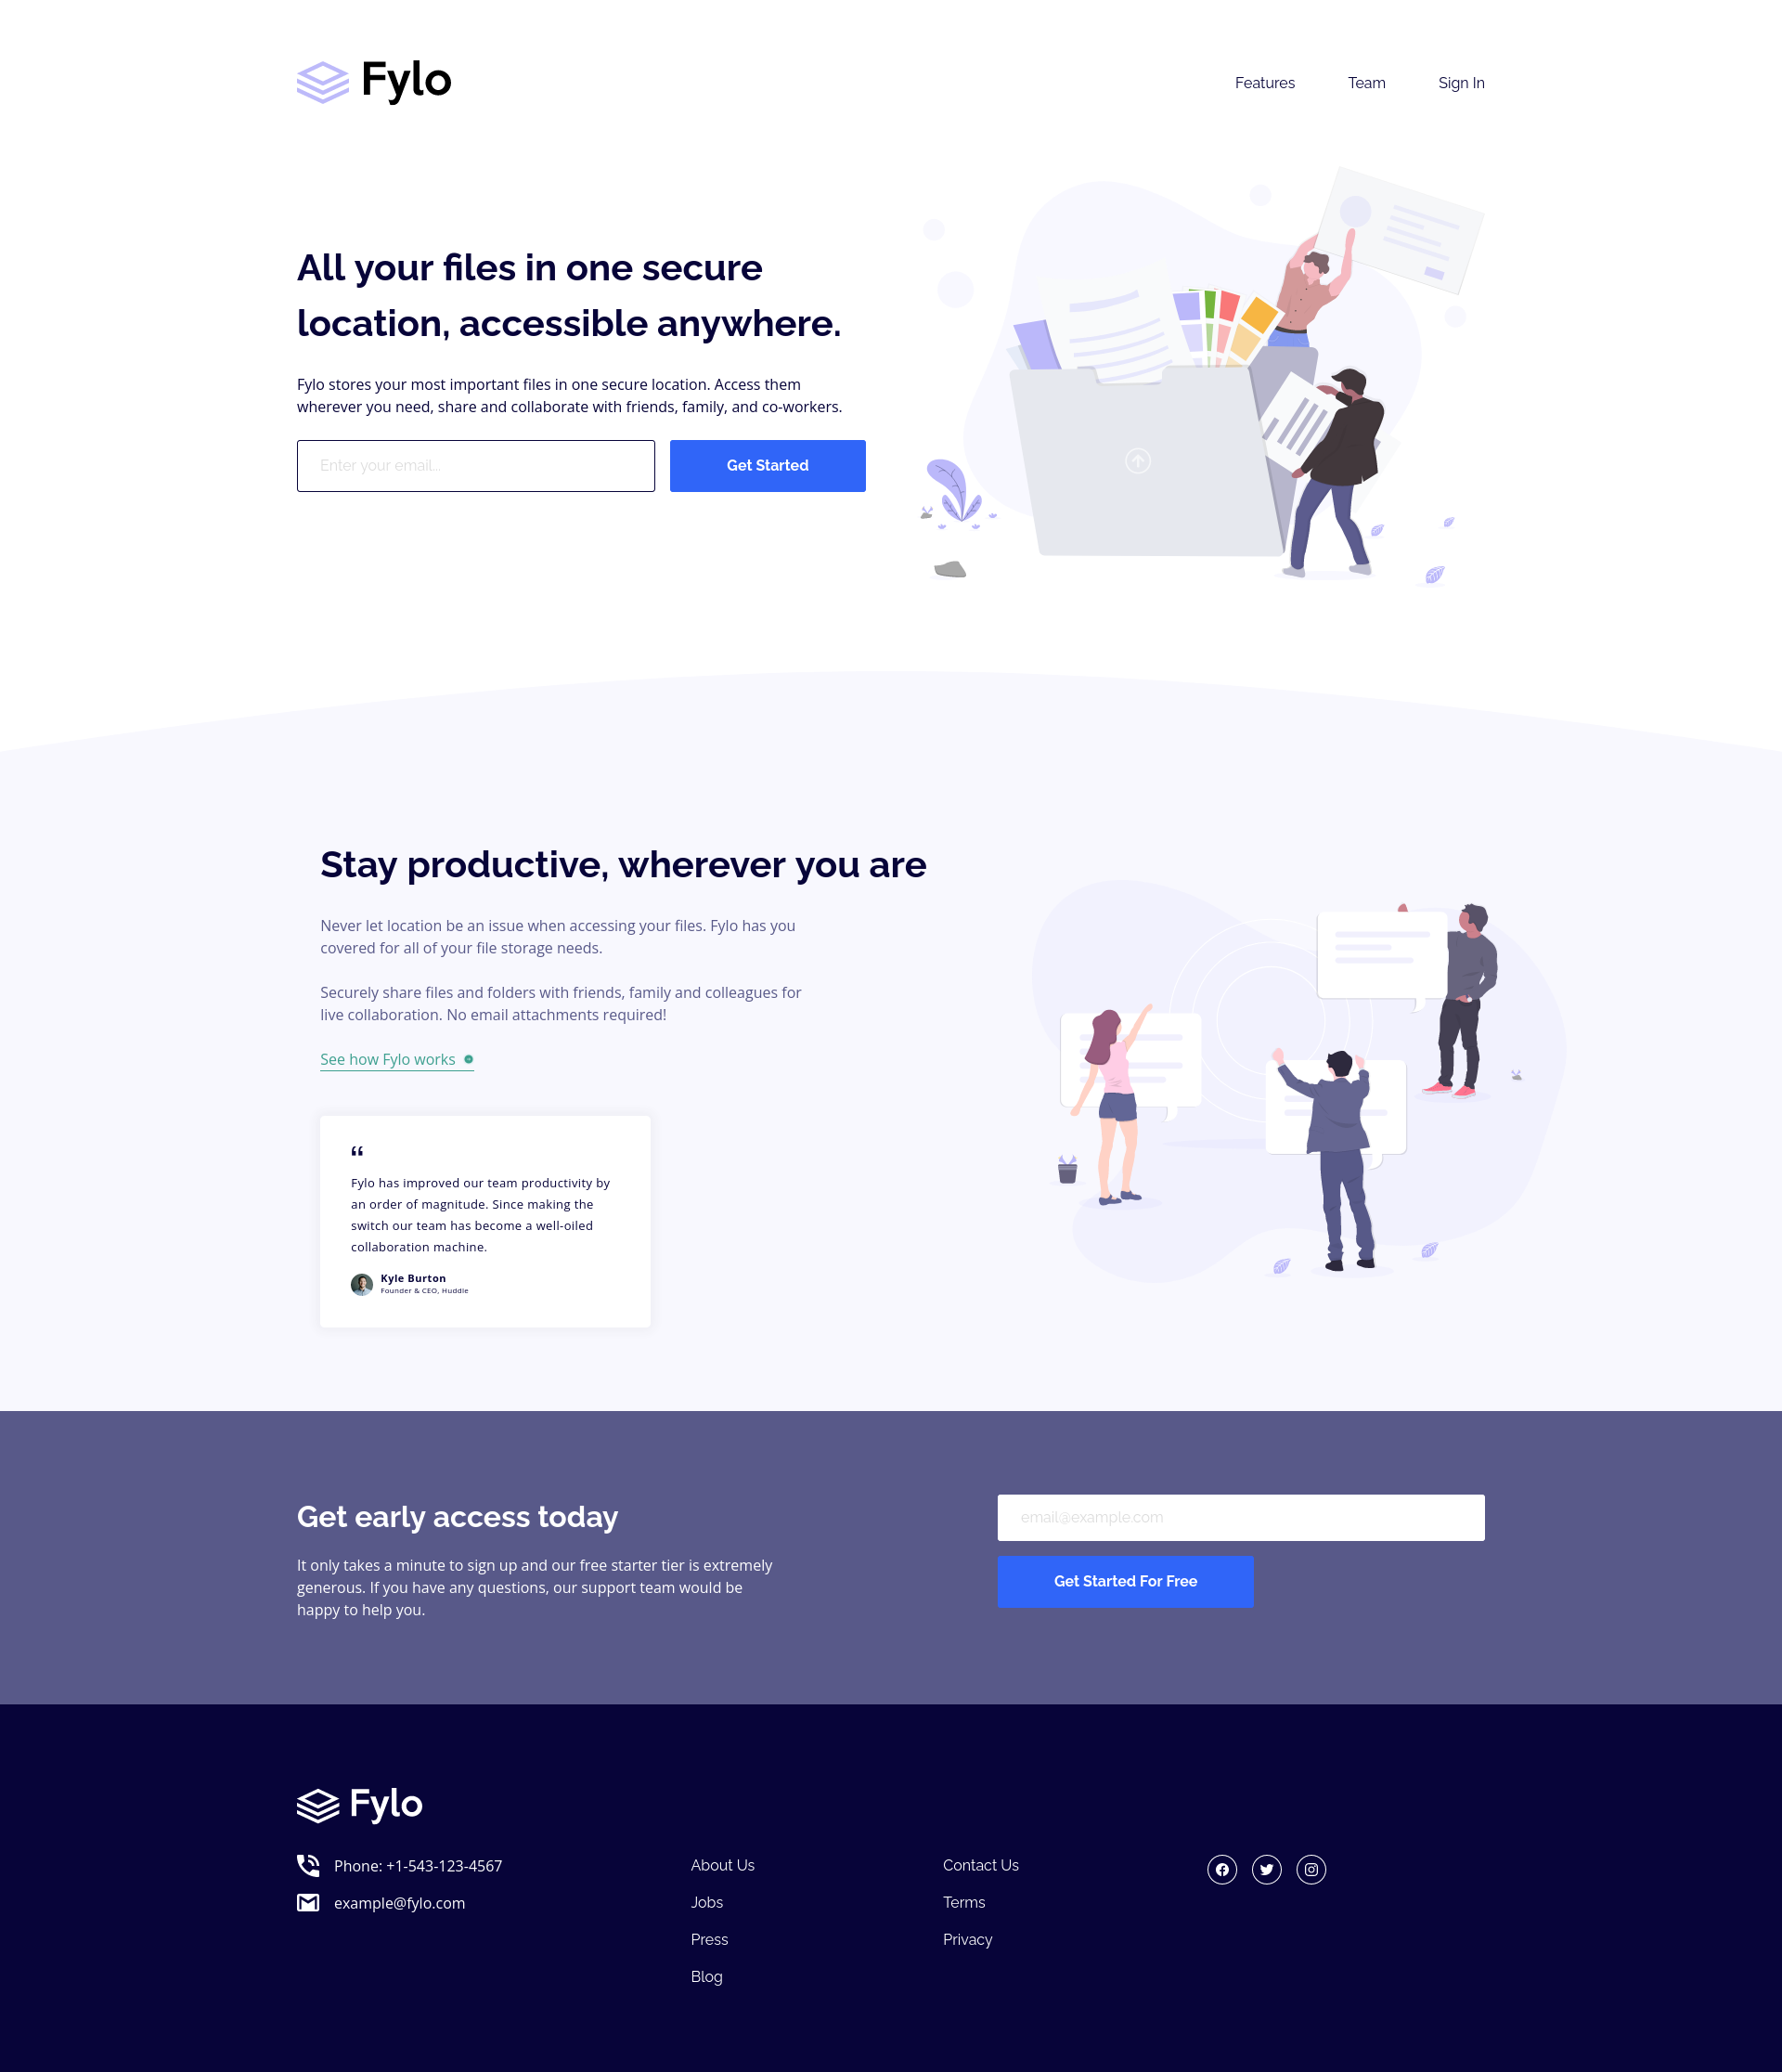 Fylo
Features
Team
Sign In
All your files in one secure
location, accessible anywhere.
Fylo stores your most important files in one secure location. Access them
wherever you need, share and collaborate with friends, family, and co-workers.
Enter your email...
Get Started
Stay productive, wherever you are
Never let location be an issue when accessing your files. Fylo has you
covered for all of your file storage needs.
Securely share files and folders with friends, family and colleagues for
live collaboration. No email attachments required!
See how Fylo works
“
Fylo has improved our team productivity by
an order of magnitude. Since making the
switch our team has become a well-oiled
collaboration machine.
Kyle Burton
Founder & CEO, Huddle
Get early access today
It only takes a minute to sign up and our free starter tier is extremely
generous. If you have any questions, our support team would be
happy to help you.
email@example.com
Get Started For Free
Fylo
Phone: +1-543-123-4567
example@fylo.com
About Us
Jobs
Press
Blog
Contact Us
Terms
Privacy